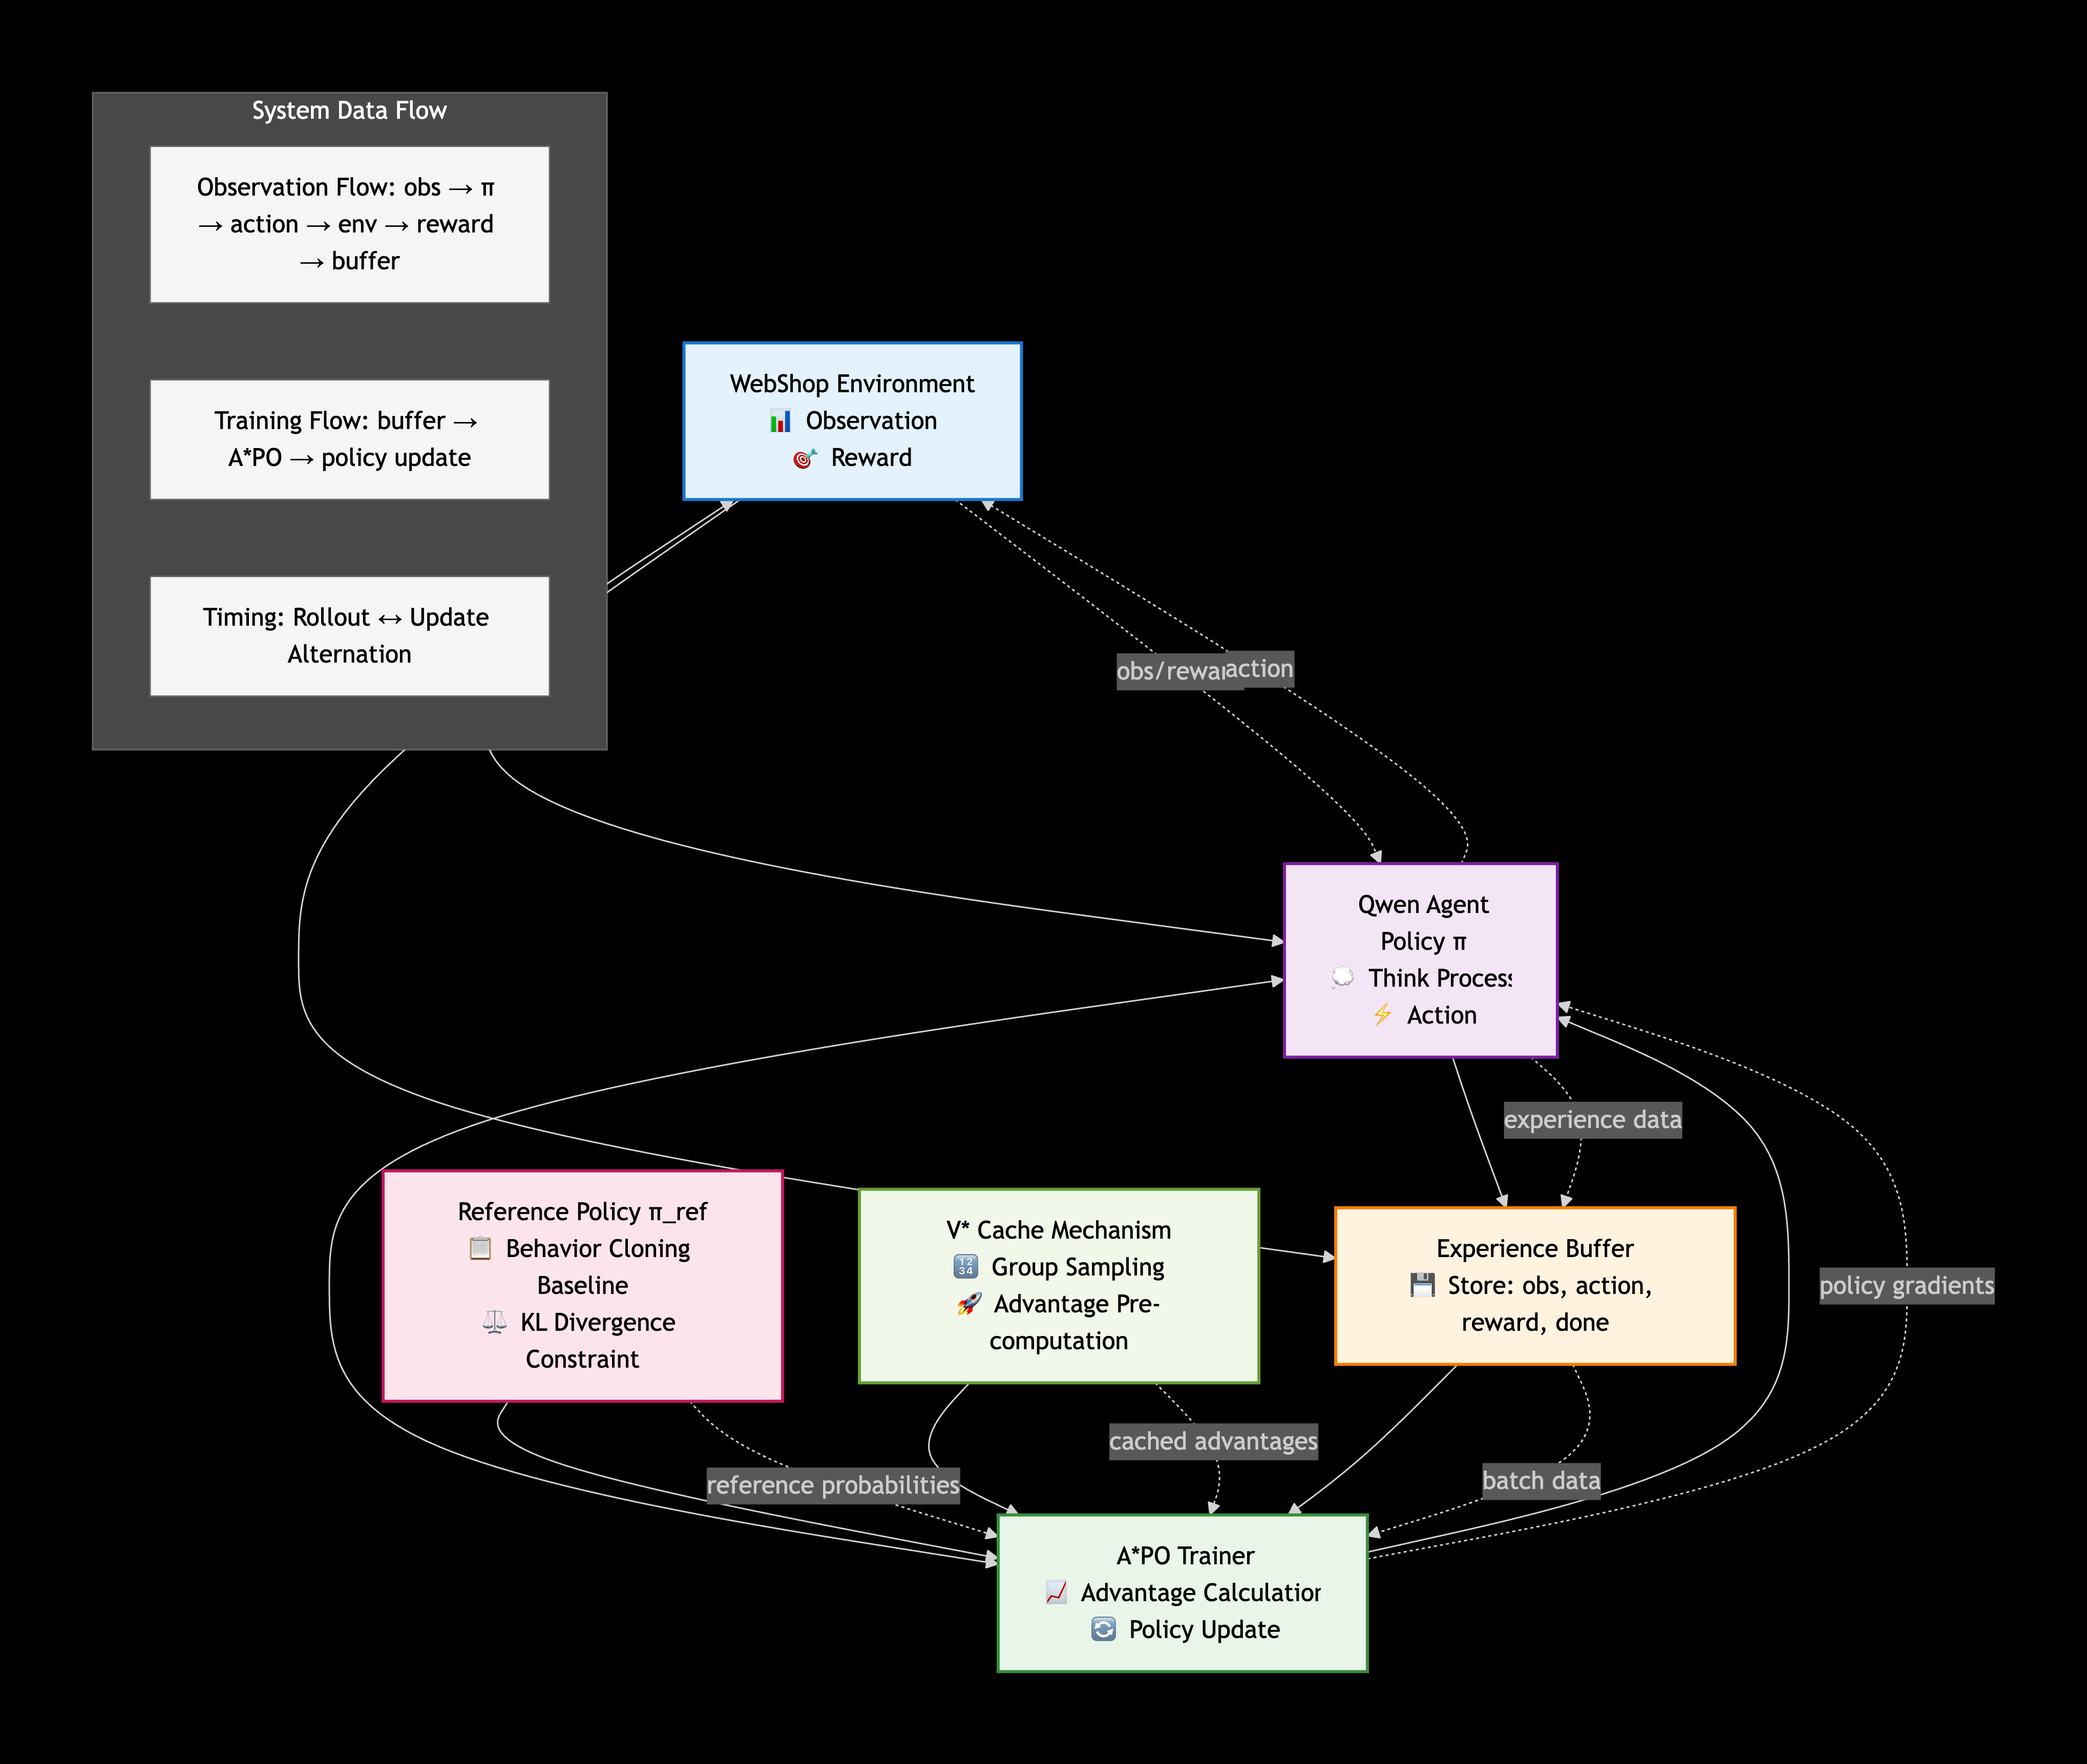 System Data Flow
Observation Flow: obs → π
→ action → env → reward
→ buffer
Training Flow: buffer →
A*PO → policy update
Timing: Rollout ↔ Update
Alternation
WebShop Environment
📊 Observation
🎯 Reward
obs/rewar
action
Qwen Agent
Policy π
💭 Think Process
⚡ Action
experience data
Reference Policy π_ref
📋 Behavior Cloning
Baseline
⚖️ KL Divergence
Constraint
V* Cache Mechanism
🔢 Group Sampling
🚀 Advantage Pre-
computation
Experience Buffer
💾 Store: obs, action,
reward, done
policy gradients
cached advantages
reference probabilities
batch data
A*PO Trainer
📈 Advantage Calculation
🔄 Policy Update